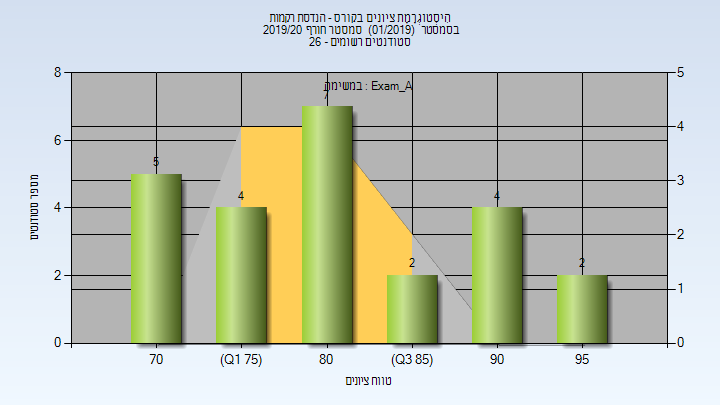 היסטוגרמת ציונים בקורס - הנדסת רקמות
בסמסטר (01/2019) סמסטר חורף 2019/20
סטודנטים רשומים - 26
במשימה : Exam_A
8
6
4
2
0
5
4
3
2
1
0
5
4
7
2
4
2
70
(Q1 75)
80
(Q3 85)
90
95
מספר סטודנטים
טווח ציונים